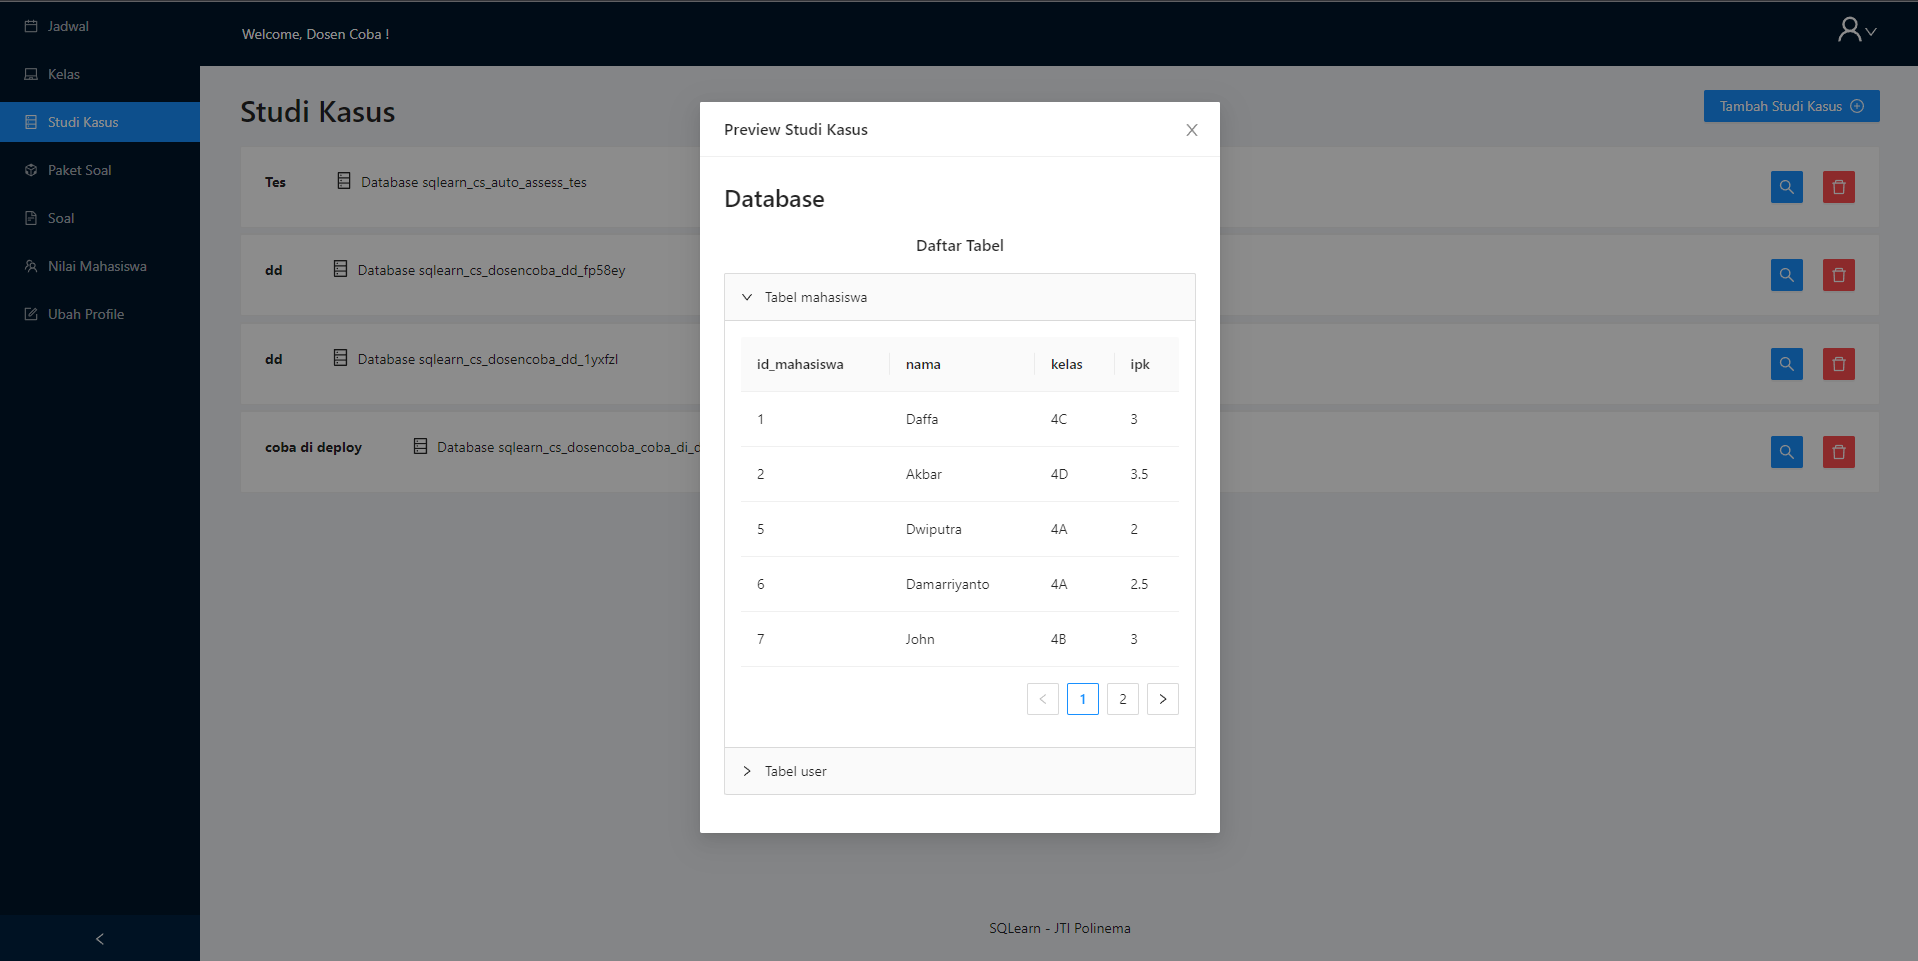 Jadwal
Kelas
Studi Kasus
Paket Soal
Soal
Nilai Mahasiswa
Ubah Profile
Welcome, Dosen Coba !
Studi Kasus
Tambah Studi Kasus
Tes Database sqlearn_cs_auto_assess_tes
dd Database sqlearn_cs_dosencoba_dd_fp58ey
dd Database sqlearn_cs_dosencoba_dd_1yxfzl
coba di deploy Database sqlearn_cs_dosencoba_coba_di_
Preview Studi Kasus
Database
Daftar Tabel
Tabel mahasiswa
id_mahasiswa nama kelas ipk
1 Daffa 4C 3
2 Akbar 4D 3.5
5 Dwiputra 4A 2
6 Damarriyanto 4A 2.5
7 John 4B 3
1 2
Tabel user
SQLearn - JTI Polinema